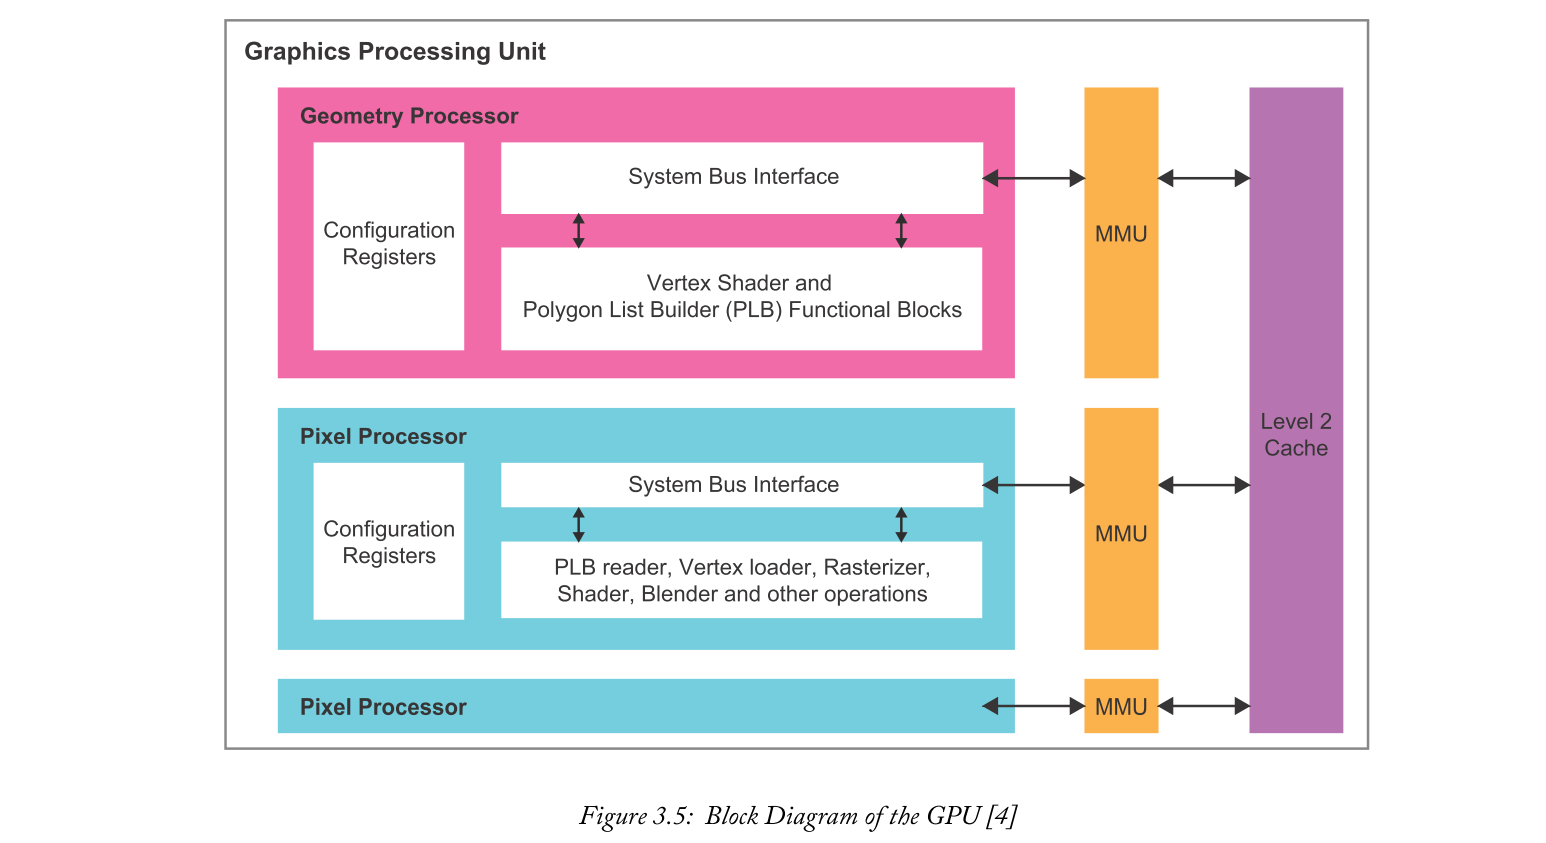 Graphics Processing Unit
Geometry Processor
Configuration
Registers
System Bus Interface
Vertex Shader and
Polygon List Builder (PLB) Functional Blocks
MMU
Pixel Processor
Configuration
Registers
System Bus Interface
PLB reader, Vertex loader, Rasterizer,
Shader, Blender and other operations
MMU
Level 2
Cache
Pixel Processor
MMU
Figure 3.5: Block Diagram of the GPU [4]